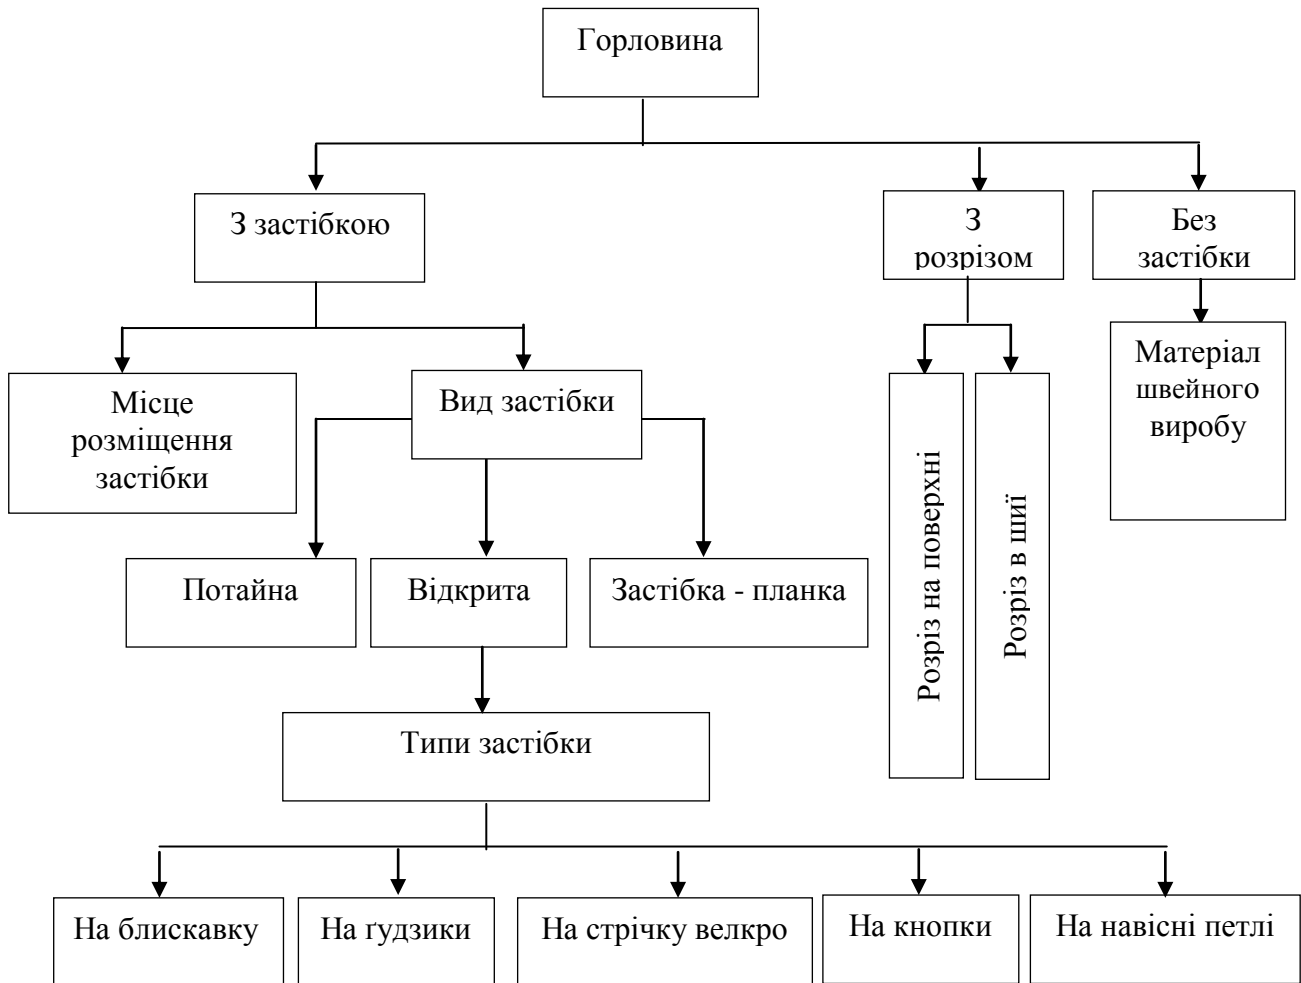 Горловина
З застібкою
З
розрізом
Без
застібки
Місце
розміщення
застібки
Вид застібки
Матеріал
швейного
виробу
Розріз на поверхні
Розріз в шиї
Потайна
Відкрита
Застібка - планка
Типи застібки
На блискавку
На ґудзики
На стрічку велкро
На кнопки
На навісні петлі